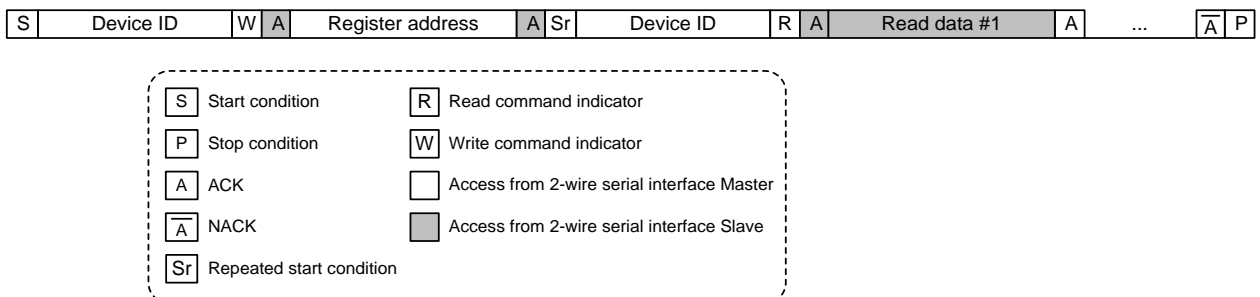 S Device ID W A Register address A Sr Device ID R A Read data #1 A ... A P
S Start condition R Read command indicator
P Stop condition W Write command indicator
A ACK Access from 2-wire serial interface Master
A NACK Access from 2-wire serial interface Slave
Sr Repeated start condition